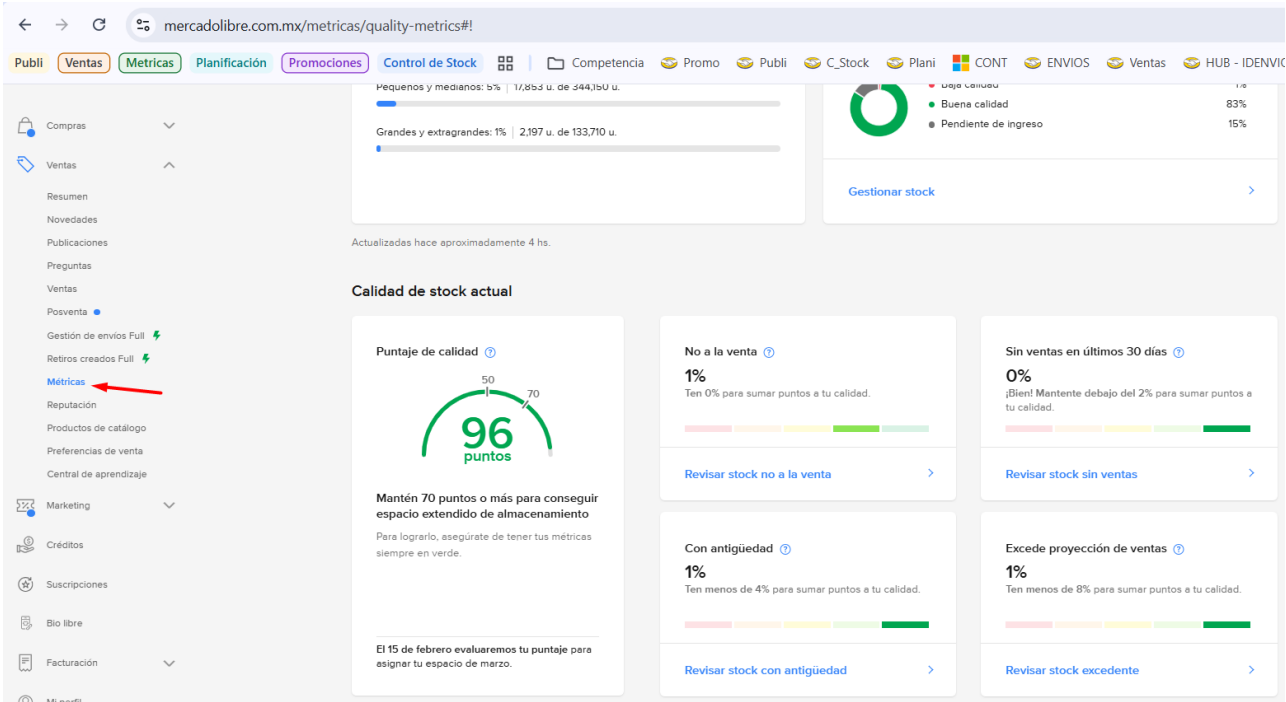 mercadolibre.com.mx/metricas/quality-metrics#!
Publi
Ventas
Metricas
Planificación
Promociones
Control de Stock
Competencia
Promo
Publi
C_Stock
Plani
CONT
ENVIOS
Ventas
HUB - IDENVIO
Compras
Ventas
Resumen
Novedades
Publicaciones
Preguntas
Ventas
Posventa
Gestión de envíos Full
Retiros creados Full
Métricas
Reputación
Productos de catálogo
Preferencias de venta
Central de aprendizaje
Marketing
Créditos
Suscripciones
Bio libre
Facturación
Mi perfil
Pequeños y medianos: 5% | 17,853 u. de 344,150 u.
Grandes y extragrandes: 1% | 2,197 u. de 133,710 u.
Baja calidad 1%
Buena calidad 83%
Pendiente de ingreso 15%
Gestionar stock
Actualizadas hace aproximadamente 4 hs.
Calidad de stock actual
Puntaje de calidad
50
70
96
puntos
Mantén 70 puntos o más para conseguir
espacio extendido de almacenamiento
Para lograrlo, asegúrate de tener tus métricas
siempre en verde.
El 15 de febrero evaluaremos tu puntaje para
asignar tu espacio de marzo.
No a la venta
1%
Ten 0% para sumar puntos a tu calidad.
Revisar stock no a la venta
Sin ventas en últimos 30 días
0%
¡Bien! Mantente debajo del 2% para sumar puntos a
tu calidad.
Revisar stock sin ventas
Con antigüedad
1%
Ten menos de 4% para sumar puntos a tu calidad.
Revisar stock con antigüedad
Excede proyección de ventas
1%
Ten menos de 8% para sumar puntos a tu calidad.
Revisar stock excedente